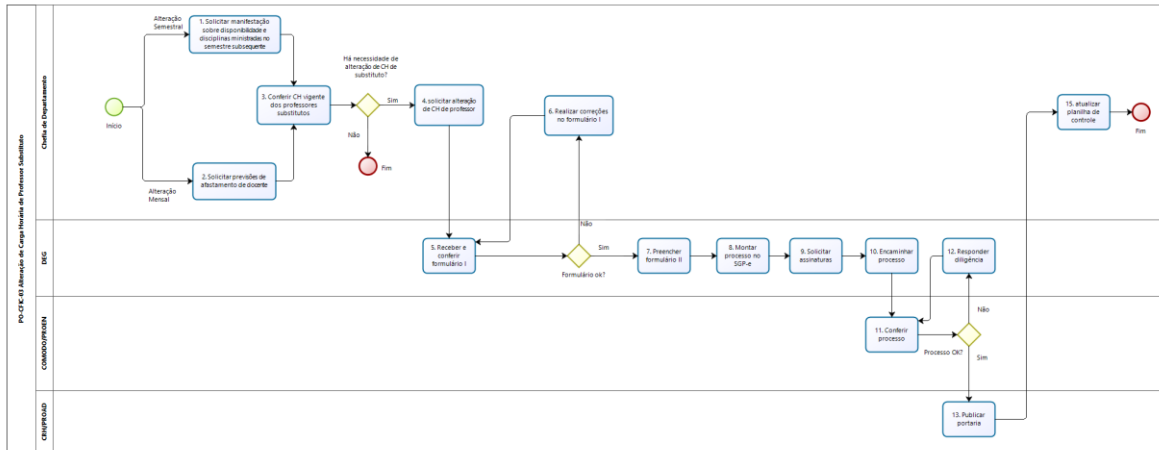 PO-CFIC-03 Alteração de Carga Horária de Professor Substituto
Chefia de Departamento
Início
Alteração
Semestral
1. Solicitar manifestação
sobre disponibilidade e
disciplinas ministradas no
semestre subsequente
Alteração
Mensal
2. Solicitar previsões de
afastamento de docente
3. Conferir CH vigente
dos professores
substitutos
Há necessidade de
alteração de CH de
substituto?
Sim
Não
Fim
4. solicitar alteração
de CH de professor
6. Realizar correções
no formulário I
15. atualizar
planilha de
controle
Fim
DEG
5. Receber e
conferir
formulário I
Formulário ok?
Não
Sim
7. Preencher
formulário II
8. Montar
processo no
SGP-e
9. Solicitar
assinaturas
10. Encaminhar
processo
12. Responder
diligência
COMODO/PROEN
11. Conferir
processo
Processo OK?
Não
Sim
CRH/PROAD
13. Publicar
portaria